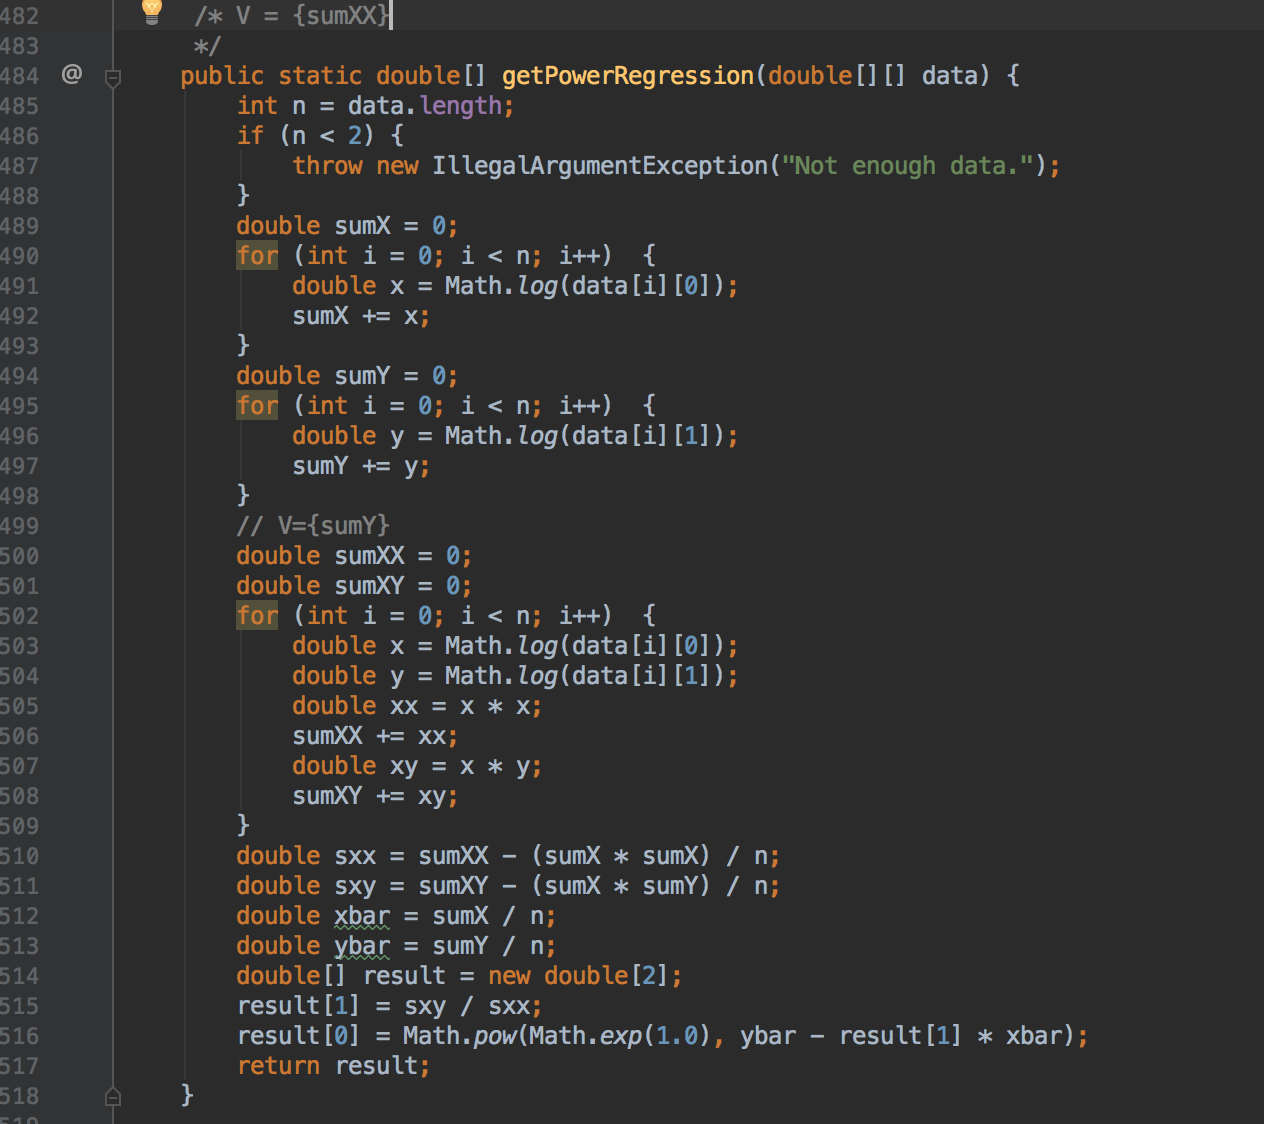 482 /* V = {sumXX}
483 */
484 @ public static double[] getPowerRegression(double[][] data) {
485 int n = data.length;
486 if (n < 2) {
487 throw new IllegalArgumentException("Not enough data.");
488 }
489 double sumX = 0;
490 for (int i = 0; i < n; i++)  {
491 double x = Math.log(data[i][0]);
492 sumX += x;
493 }
494 double sumY = 0;
495 for (int i = 0; i < n; i++)  {
496 double y = Math.log(data[i][1]);
497 sumY += y;
498 }
499 // V={sumY}
500 double sumXX = 0;
501 double sumXY = 0;
502 for (int i = 0; i < n; i++)  {
503 double x = Math.log(data[i][0]);
504 double y = Math.log(data[i][1]);
505 double xx = x * x;
506 sumXX += xx;
507 double xy = x * y;
508 sumXY += xy;
509 }
510 double sxx = sumXX - (sumX * sumX) / n;
511 double sxy = sumXY - (sumX * sumY) / n;
512 double xbar = sumX / n;
513 double ybar = sumY / n;
514 double[] result = new double[2];
515 result[1] = sxy / sxx;
516 result[0] = Math.pow(Math.exp(1.0), ybar - result[1] * xbar);
517 return result;
518 }